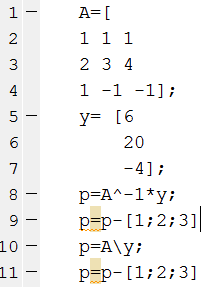 1 — A=[
2 1 1 1
3 2 3 4
4 1 -1 -1];
5 — y= [6
6 20
7 -4];
8 — p=A^-1*y;
9 — p=p-[1;2;3]
10 — p=A\y;
11 — p=p-[1;2;3]